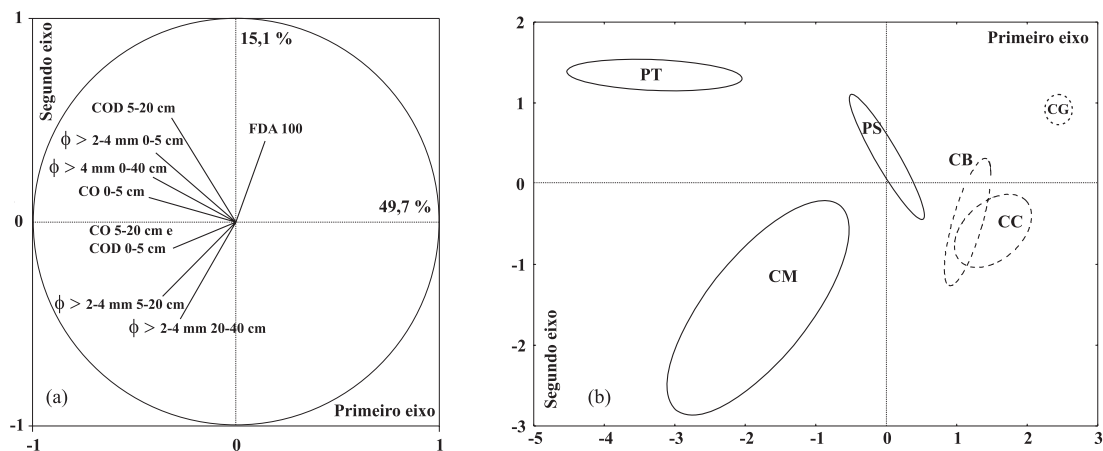 1
Segundo eixo
15,1 %
COD 5-20 cm
FDA 100
ϕ > 2-4 mm 0-5 cm
ϕ > 4 mm 0-40 cm
CO 0-5 cm
49,7 %
0
CO 5-20 cm e
COD 0-5 cm
ϕ > 2-4 mm 5-20 cm
ϕ > 2-4 mm 20-40 cm
(a)
Primeiro eixo
-1
-1 0 1
2
Primeiro eixo
PT
1
CG
PS
CB
0
CC
-1
CM
-2
Segundo eixo
(b)
-3
-5 -4 -3 -2 -1 0 1 2 3